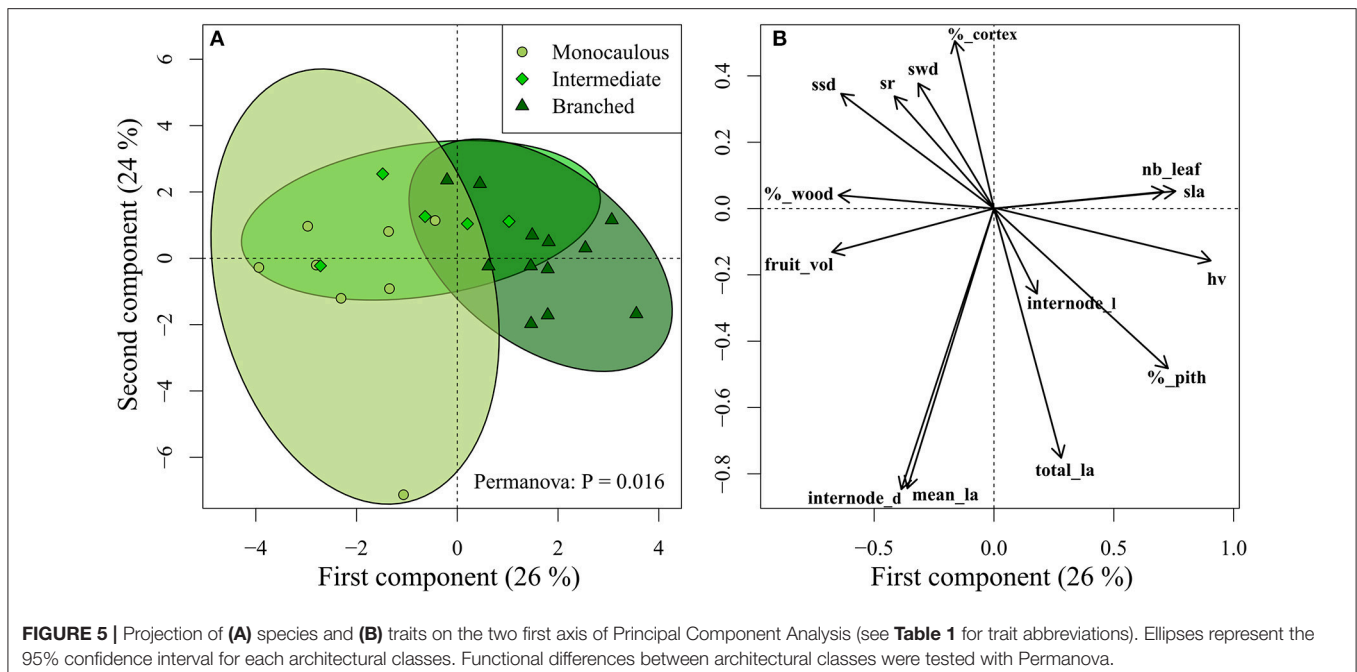 A
Monocaulous
Intermediate
Branched
Second component (24 %)
6
4
2
0
−2
−4
−6
Permanova: P = 0.016
−4 −2 0 2 4
First component (26 %)
B
%_cortex
swd
sr
ssd
nb_leaf
sla
%_wood
fruit_vol
hv
internode_l
%_pith
total_la
internode_d mean_la
0.4
0.2
0.0
−0.2
−0.4
−0.6
−0.8
−0.5 0.0 0.5 1.0
First component (26 %)
FIGURE 5 | Projection of (A) species and (B) traits on the two first axis of Principal Component Analysis (see Table 1 for trait abbreviations). Ellipses represent the
95% confidence interval for each architectural classes. Functional differences between architectural classes were tested with Permanova.